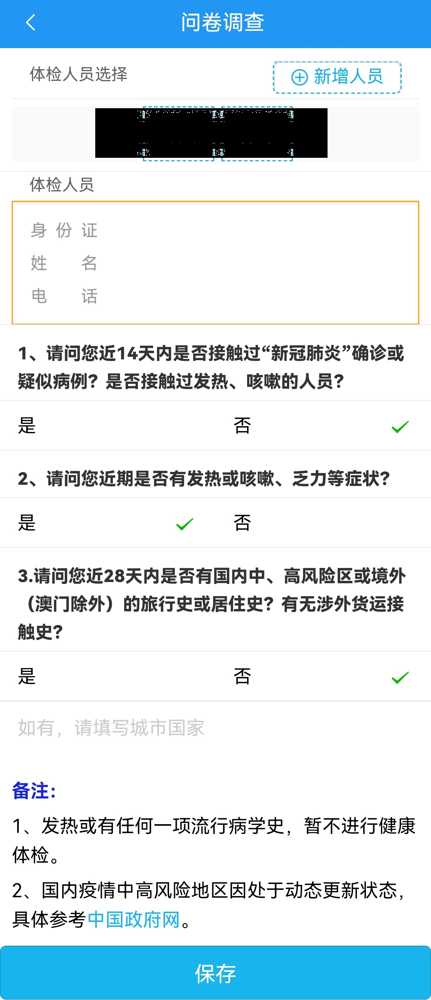 问卷调查
体检人员选择
新增人员
体检人员
身份证
姓名
电话
1、请问您近14天内是否接触过“新冠肺炎”确诊或
疑似病例？是否接触过发热、咳嗽的人员？
是 否
2、请问您近期是否有发热或咳嗽、乏力等症状？
是 否
3.请问您近28天内是否有国内中、高风险区或境外
（澳门除外）的旅行史或居住史？有无涉外货运接
触史？
是 否
如有，请填写城市国家
备注：
1、发热或有任何一项流行病学史，暂不进行健康
体检。
2、国内疫情中高风险地区因处于动态更新状态，
具体参考中国政府网。
保存